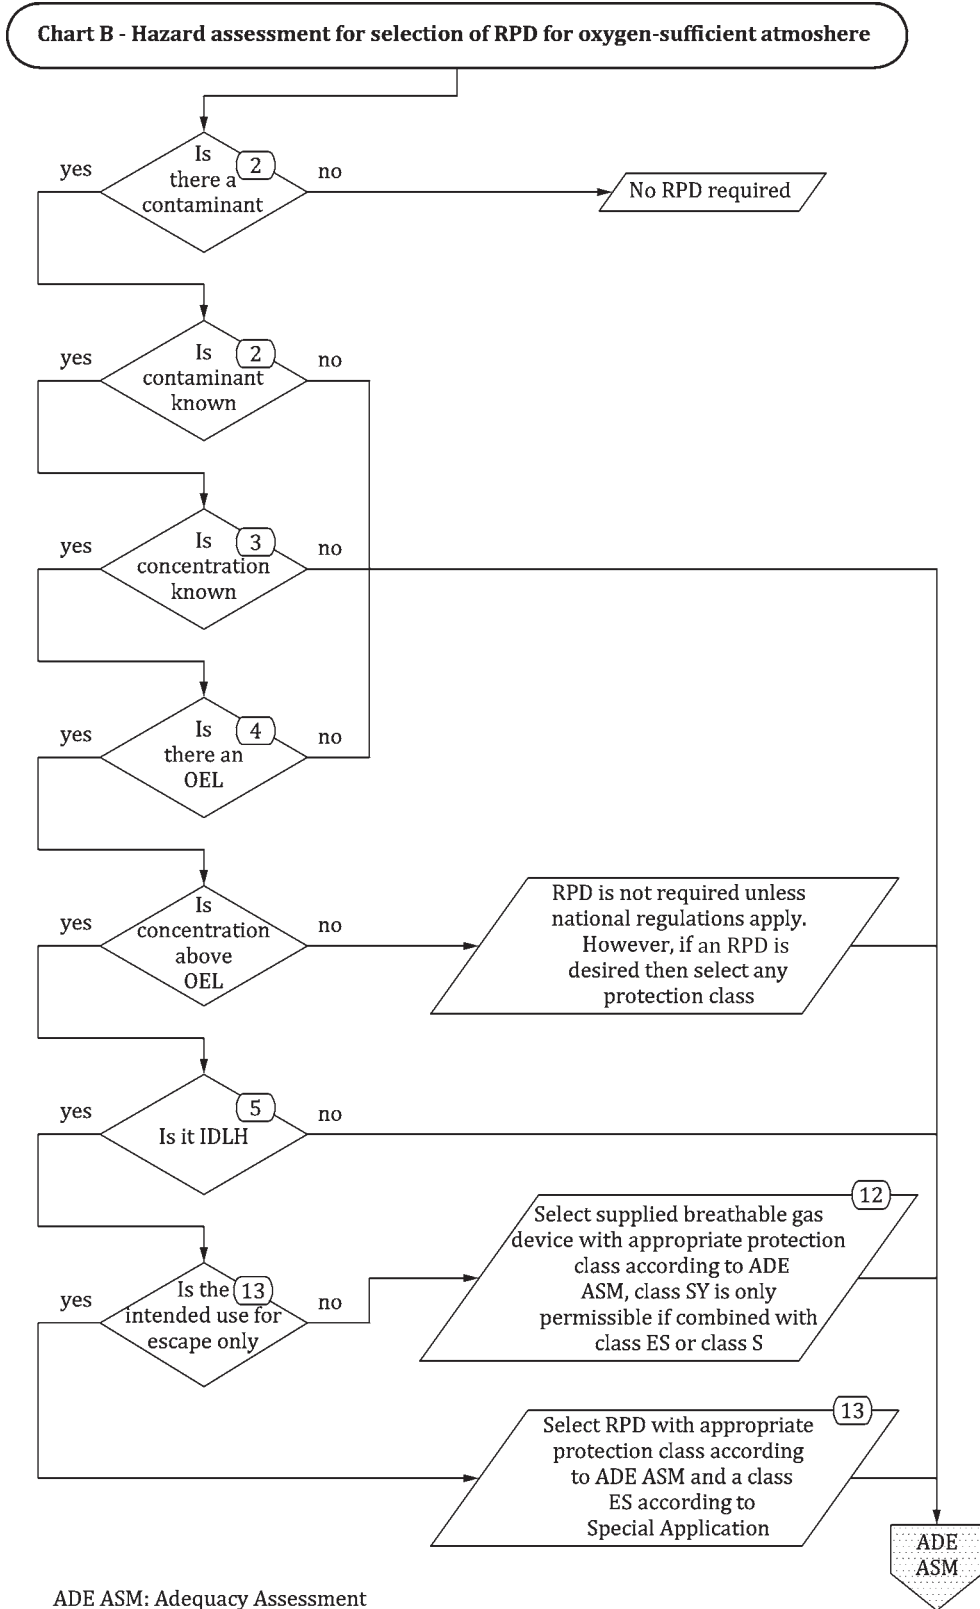 Chart B - Hazard assessment for selection of RPD for oxygen-sufficient atmoshere
Is
2
there a
contaminant
yes
no
No RPD required
Is
2
contaminant
known
yes
no
Is
3
concentration
known
yes
no
Is
4
there an
OEL
yes
no
Is
concentration
above
OEL
yes
no
RPD is not required unless
national regulations apply.
However, if an RPD is
desired then select any
protection class
5
Is it IDLH
yes
no
Is the
13
intended use for
escape only
yes
no
12
Select supplied breathable gas
device with appropriate protection
class according to ADE
ASM, class SY is only
permissible if combined with
class ES or class S
13
Select RPD with appropriate
protection class according
to ADE ASM and a class
ES according to
Special Application
ADE
ASM
ADE ASM: Adequacy Assessment